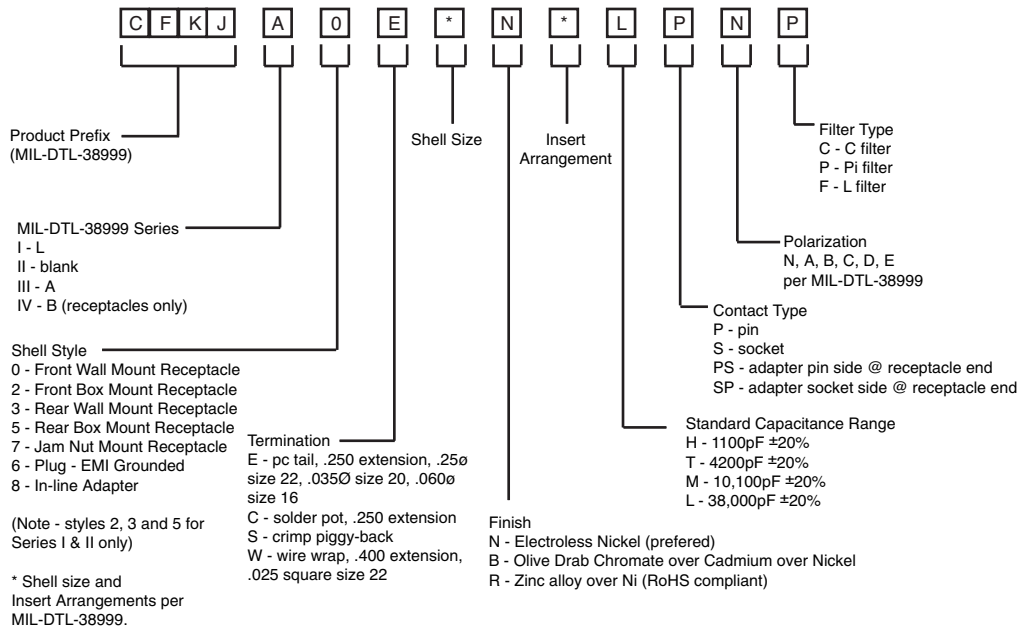 C F K J A 0 E * N * L P N P
Product Prefix
(MIL-DTL-38999)
Shell Size
Insert
Arrangement
Filter Type
C - C filter
P - Pi filter
F - L filter
MIL-DTL-38999 Series
I - L
II - blank
III - A
IV - B (receptacles only)
Polarization
N, A, B, C, D, E
per MIL-DTL-38999
Contact Type
P - pin
S - socket
PS - adapter pin side @ receptacle end
SP - adapter socket side @ receptacle end
Shell Style
0 - Front Wall Mount Receptacle
2 - Front Box Mount Receptacle
3 - Rear Wall Mount Receptacle
5 - Rear Box Mount Receptacle
7 - Jam Nut Mount Receptacle
6 - Plug - EMI Grounded
8 - In-line Adapter
(Note - styles 2, 3 and 5 for
Series I & II only)
* Shell size and
Insert Arrangements per
MIL-DTL-38999.
Termination
E - pc tail, .250 extension, .25ø
size 22, .035Ø size 20, .060ø
size 16
C - solder pot, .250 extension
S - crimp piggy-back
W - wire wrap, .400 extension,
.025 square size 22
Standard Capacitance Range
H - 1100pF ±20%
T - 4200pF ±20%
M - 10,100pF ±20%
L - 38,000pF ±20%
Finish
N - Electroless Nickel (prefered)
B - Olive Drab Chromate over Cadmium over Nickel
R - Zinc alloy over Ni (RoHS compliant)